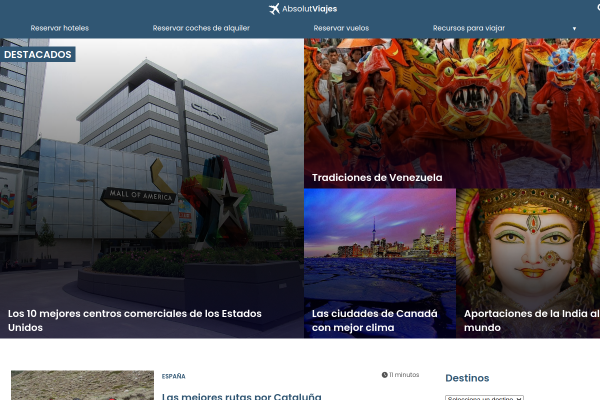 AbsolutViajes
Reservar hoteles
Reservar coches de alquiler
Reservar vuelos
Recursos para viajar
DESTACADOS
MALL OF AMERICA
Tradiciones de Venezuela
Los 10 mejores centros comerciales de los Estados
Unidos
Las ciudades de Canadá
con mejor clima
Aportaciones de la India al
mundo
ESPAÑA
11 minutos
Las mejores rutas por Cataluña
Destinos
Selecciona un destino